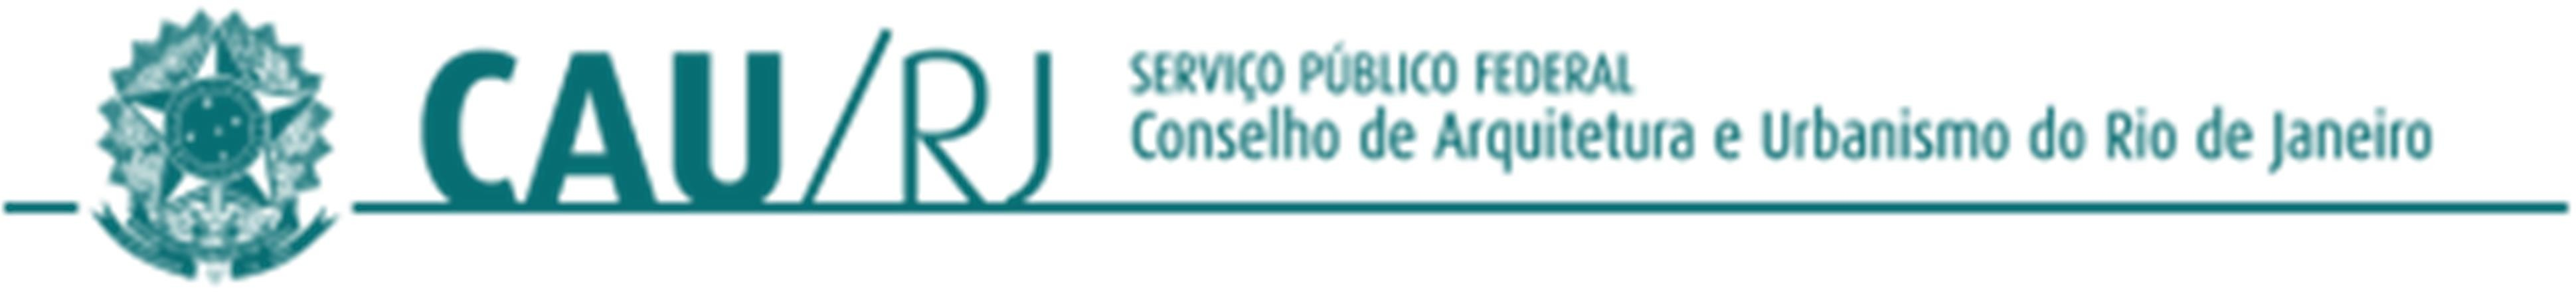 CAU/RJ
SERVIÇO PÚBLICO FEDERAL
Conselho de Arquitetura e Urbanismo do Rio de Janeiro